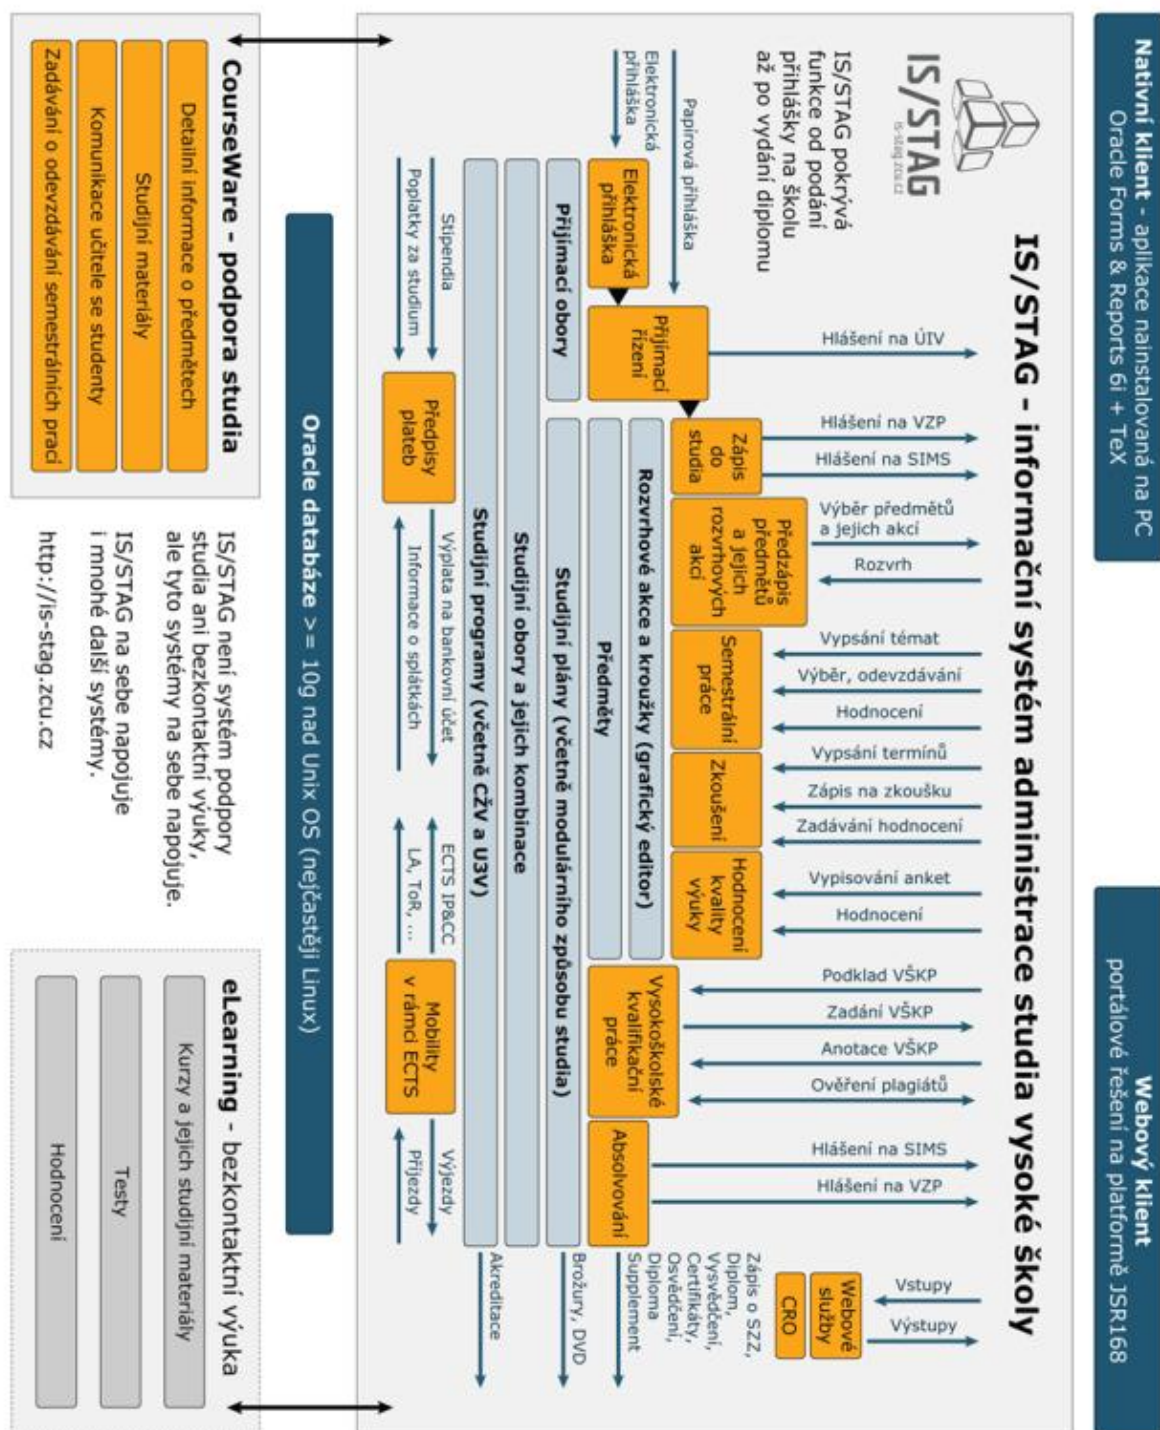 Nativní klient - aplikace nainstalovaná na PC
Oracle Forms & Reports 6i + TeX
Webový klient
portálové řešení na platformě JSR168
IS/STAG
is-stag.zcu.cz
IS/STAG - informační systém administrace studia vysoké školy
IS/STAG pokrývá
funkce od podání
přihlášky na školu
až po vydání diplomu
Hlášení na ÚIV
Hlášení na VZP
Hlášení na SIMS
Výběr předmětů
a jejich akcí
Rozvrh
Vypsání témat
Výběr, odevzdávání
Hodnocení
Vypsání termínů
Zápis na zkoušku
Zadávání hodnocení
Vypisování anket
Hodnocení
Podklad VŠKP
Zadání VŠKP
Anotace VŠKP
Ověření plagiátů
Hlášení na SIMS
Hlášení na VZP
Vstupy
Výstupy
Webové
služby
CRO
Papírová přihláška
Elektronická
přihláška
Elektronická
přihláška
Přijímací
řízení
Zápis
do
studia
Předzápis
předmětů
a jejich
rozvrhových
akcí
Semestrální
práce
Zkoušení
Hodnocení
kvality
výuky
Vysokoškolské
kvalifikační
práce
Absolvování
Zápis o SZZ,
Diplom,
Vysvědčení,
Certifikáty,
Osvědčení,
Diploma
Supplement
Rozvrhové akce a kroužky (grafický editor)
Předměty
Přijímací obory
Studijní plány (včetně modulárního způsobu studia)
Brožury, DVD
Studijní obory a jejich kombinace
Studijní programy (včetně CŽV a U3V)
Akreditace
Stipendia
Poplatky za studium
Předpisy
plateb
Výplata na bankovní účet
Informace o splátkách
ECTS IP&CC
LA, ToR, ...
Mobility
v rámci ECTS
Výjezdy
Příjezdy
Oracle databáze >= 10g nad Unix OS (nejčastěji Linux)
CourseWare - podpora studia
Detailní informace o předmětech
Studijní materiály
Komunikace učitele se studenty
Zadávání o odevzdávání semestrálních prací
IS/STAG není systém podpory
studia ani bezkontaktní výuky,
ale tyto systémy na sebe napojuje.
IS/STAG na sebe napojuje
i mnohé další systémy.
http://is-stag.zcu.cz
eLearning - bezkontaktní výuka
Kurzy a jejich studijní materiály
Testy
Hodnocení